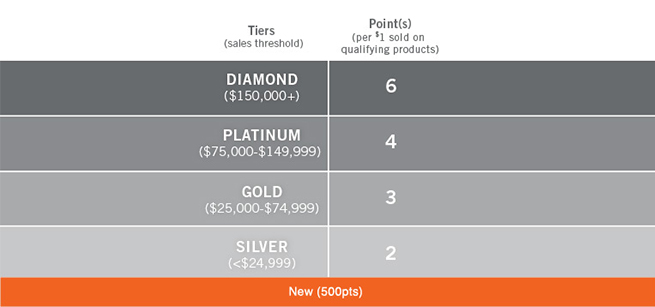 Tiers
(sales threshold)
Point(s)
(per $1 sold on
qualifying products)
DIAMOND
($150,000+)
6
PLATINUM
($75,000-$149,999)
4
GOLD
($25,000-$74,999)
3
SILVER
(<$24,999)
2
New (500pts)